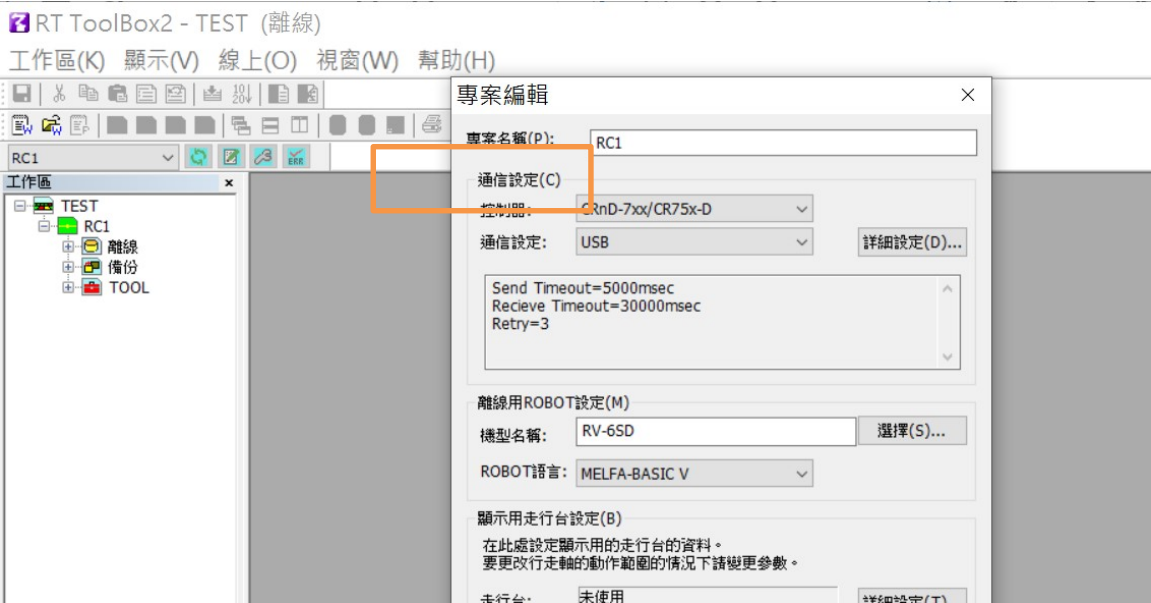 RT ToolBox2 - TEST (離線)
工作區(K) 顯示(V) 線上(O) 視窗(W) 幫助(H)
專案編輯
專案名稱(P): RC1
RC1
工作區
通信設定(C)
TEST
控制器: CRnD-7xx/CR75x-D
RC1
通信設定: USB 詳細設定(D)...
離線
備份
TOOL
Send Timeout=5000msec
Recieve Timeout=30000msec
Retry=3
離線用ROBOT設定(M)
機型名稱: RV-6SD 選擇(S)...
ROBOT語言: MELFA-BASIC V
顯示用走行台設定(B)
在此處設定顯示用的走行台的資料。
要更改行走軸的動作範圍的情況下請變更參數。
走行台: 未使用 詳細設定(T)...